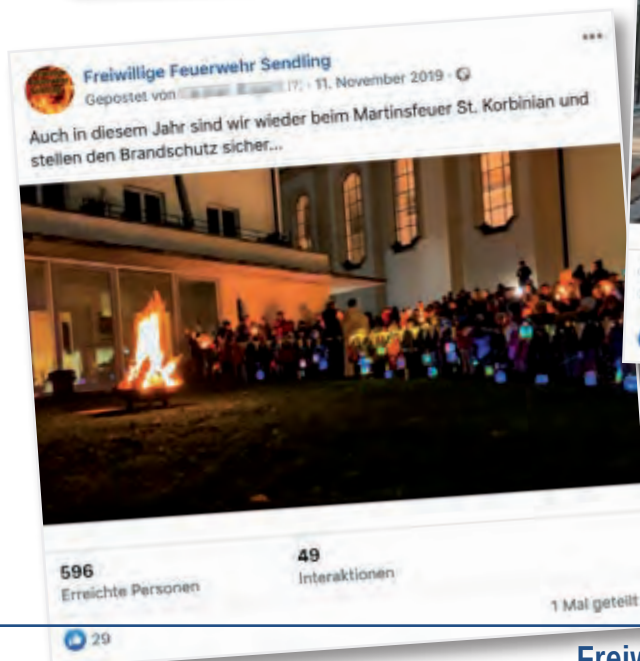 Freiwillige Feuerwehr Sendling
Gepostet von · 11. November 2019 ·
Auch in diesem Jahr sind wir wieder beim Martinsfeuer St. Korbinian und
stellen den Brandschutz sicher...
596
Erreichte Personen
49
Interaktionen
1 Mal geteilt
29